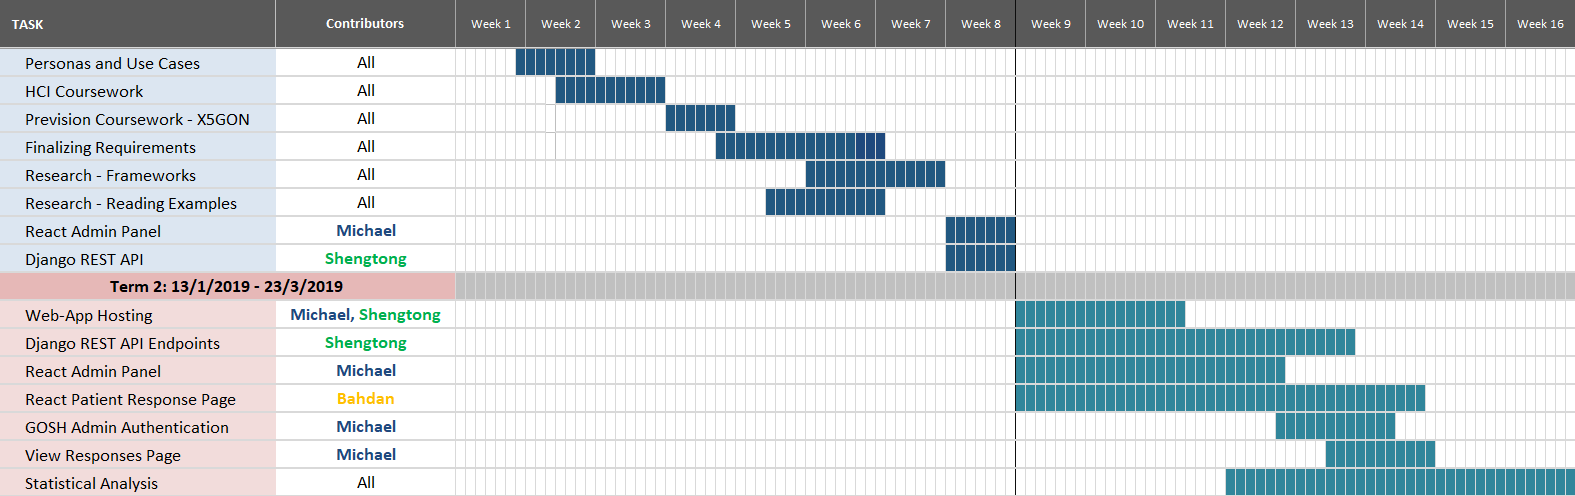 TASK Contributors Week 1 Week 2 Week 3 Week 4 Week 5 Week 6 Week 7 Week 8 Week 9 Week 10 Week 11 Week 12 Week 13 Week 14 Week 15 Week 16
Personas and Use Cases All
HCI Coursework All
Prevision Coursework - X5GON All
Finalizing Requirements All
Research - Frameworks All
Research - Reading Examples All
React Admin Panel Michael
Django REST API Shengtong
Term 2: 13/1/2019 - 23/3/2019
Web-App Hosting Michael, Shengtong
Django REST API Endpoints Shengtong
React Admin Panel Michael
React Patient Response Page Bahdan
GOSH Admin Authentication Michael
View Responses Page Michael
Statistical Analysis All